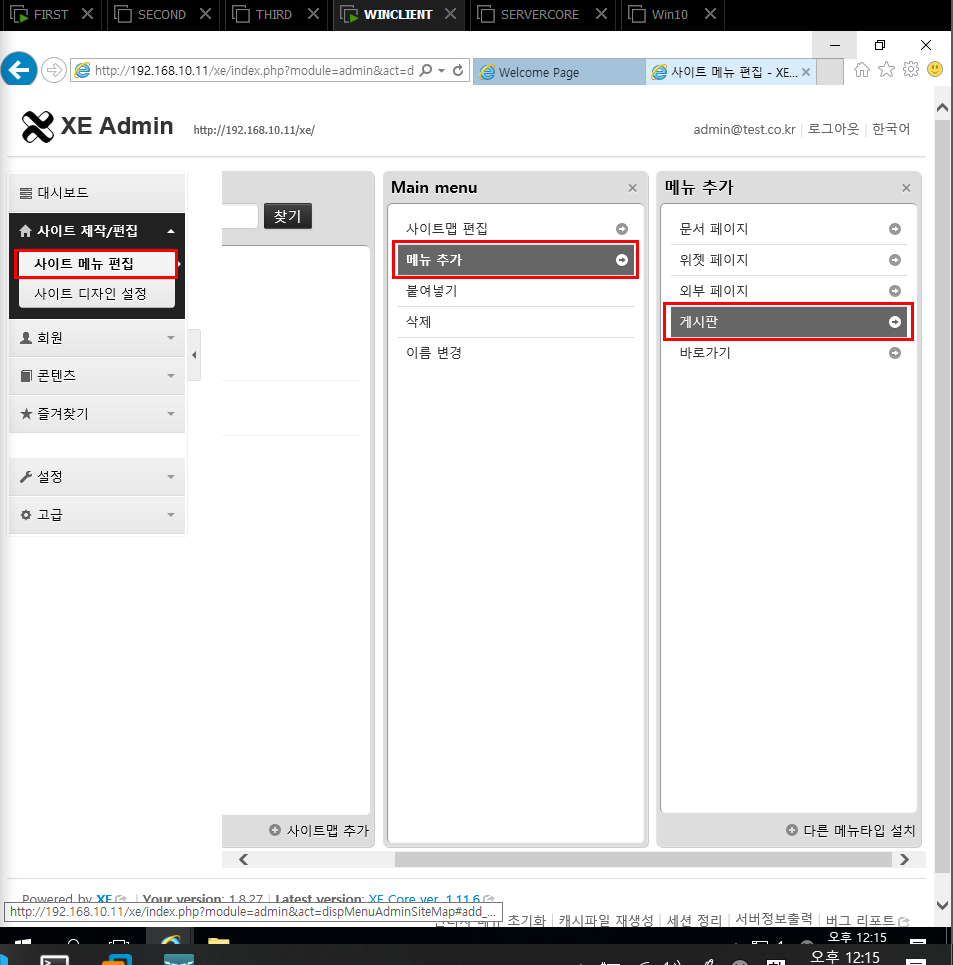 FIRST SECOND THIRD WINCLIENT SERVERCORE Win10
http://192.168.10.11/xe/index.php?module=admin&act=d Welcome Page 사이트 메뉴 편집 - XE...
XE Admin http://192.168.10.11/xe/ admin@test.co.kr 로그아웃 한국어
대시보드
사이트 제작/편집
사이트 메뉴 편집
사이트 디자인 설정
회원
콘텐츠
즐겨찾기
설정
고급
찾기
사이트맵 추가
Main menu
사이트맵 편집
메뉴 추가
붙여넣기
삭제
이름 변경
메뉴 추가
문서 페이지
위젯 페이지
외부 페이지
게시판
바로가기
다른 메뉴타입 설치
Powered by XE Your version: 1.8.27 Latest version: XE Core ver. 1.11.6
http://192.168.10.11/xe/index.php?module=admin&act=dispMenuAdminSiteMap#add_...
초기화 캐시파일 재생성 세션 정리 서버정보출력 버그 리포트
오후 12:15
오후 12:15